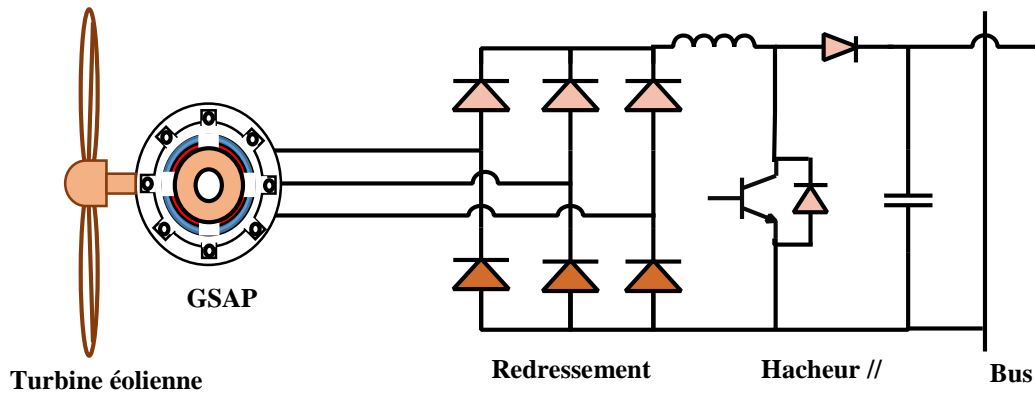 GSAP
Turbine éolienne
Redressement
Hacheur //
Bus